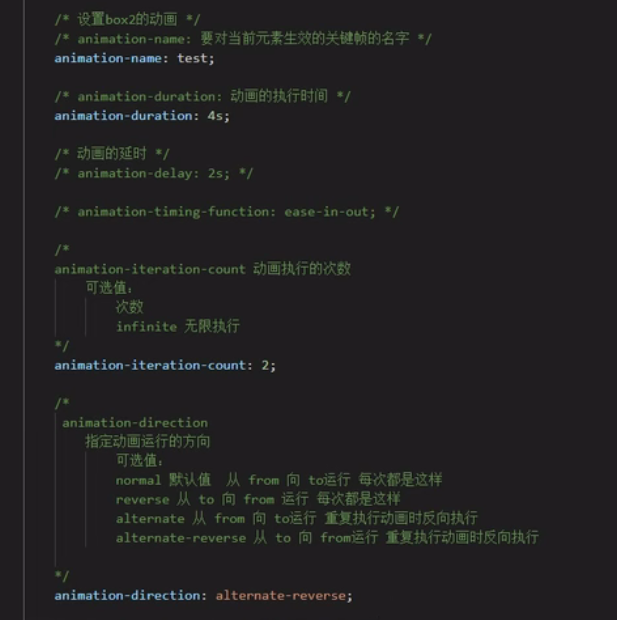 /* 设置box2的动画 */
/* animation-name: 要对当前元素生效的关键帧的名字 */
animation-name: test;
/* animation-duration: 动画的执行时间 */
animation-duration: 4s;
/* 动画的延时 */
/* animation-delay: 2s; */
/* animation-timing-function: ease-in-out; */
/*
animation-iteration-count 动画执行的次数
可选值:
次数
infinite 无限执行
*/
animation-iteration-count: 2;
/*
animation-direction
指定动画运行的方向
可选值:
normal 默认值  从 from 向 to运行 每次都是这样
reverse 从 to 向 from 运行 每次都是这样
alternate 从 from 向 to运行 重复执行动画时反向执行
alternate-reverse 从 to 向 from运行 重复执行动画时反向执行
*/
animation-direction: alternate-reverse;